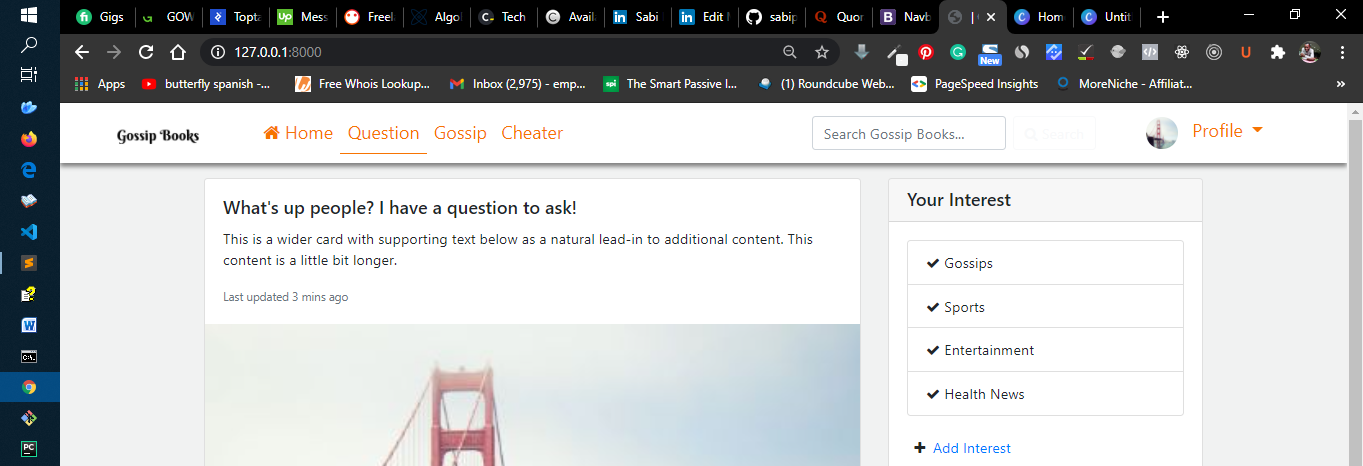 Gigs GOW Topta Mess Freel Algo Tech Avail Sabi Edit N sabip Quor Navb | Hom Untit
127.0.0.1:8000
New
Apps butterfly spanish -... Free Whois Lookup... Inbox (2,975) - emp... The Smart Passive I... (1) Roundcube Web... PageSpeed Insights MoreNiche - Affiliat... »
Gossip Books Home Question Gossip Cheater Search Gossip Books... Search Profile
What's up people? I have a question to ask!
This is a wider card with supporting text below as a natural lead-in to additional content. This
content is a little bit longer.
Last updated 3 mins ago
Your Interest
Gossips
Sports
Entertainment
Health News
Add Interest